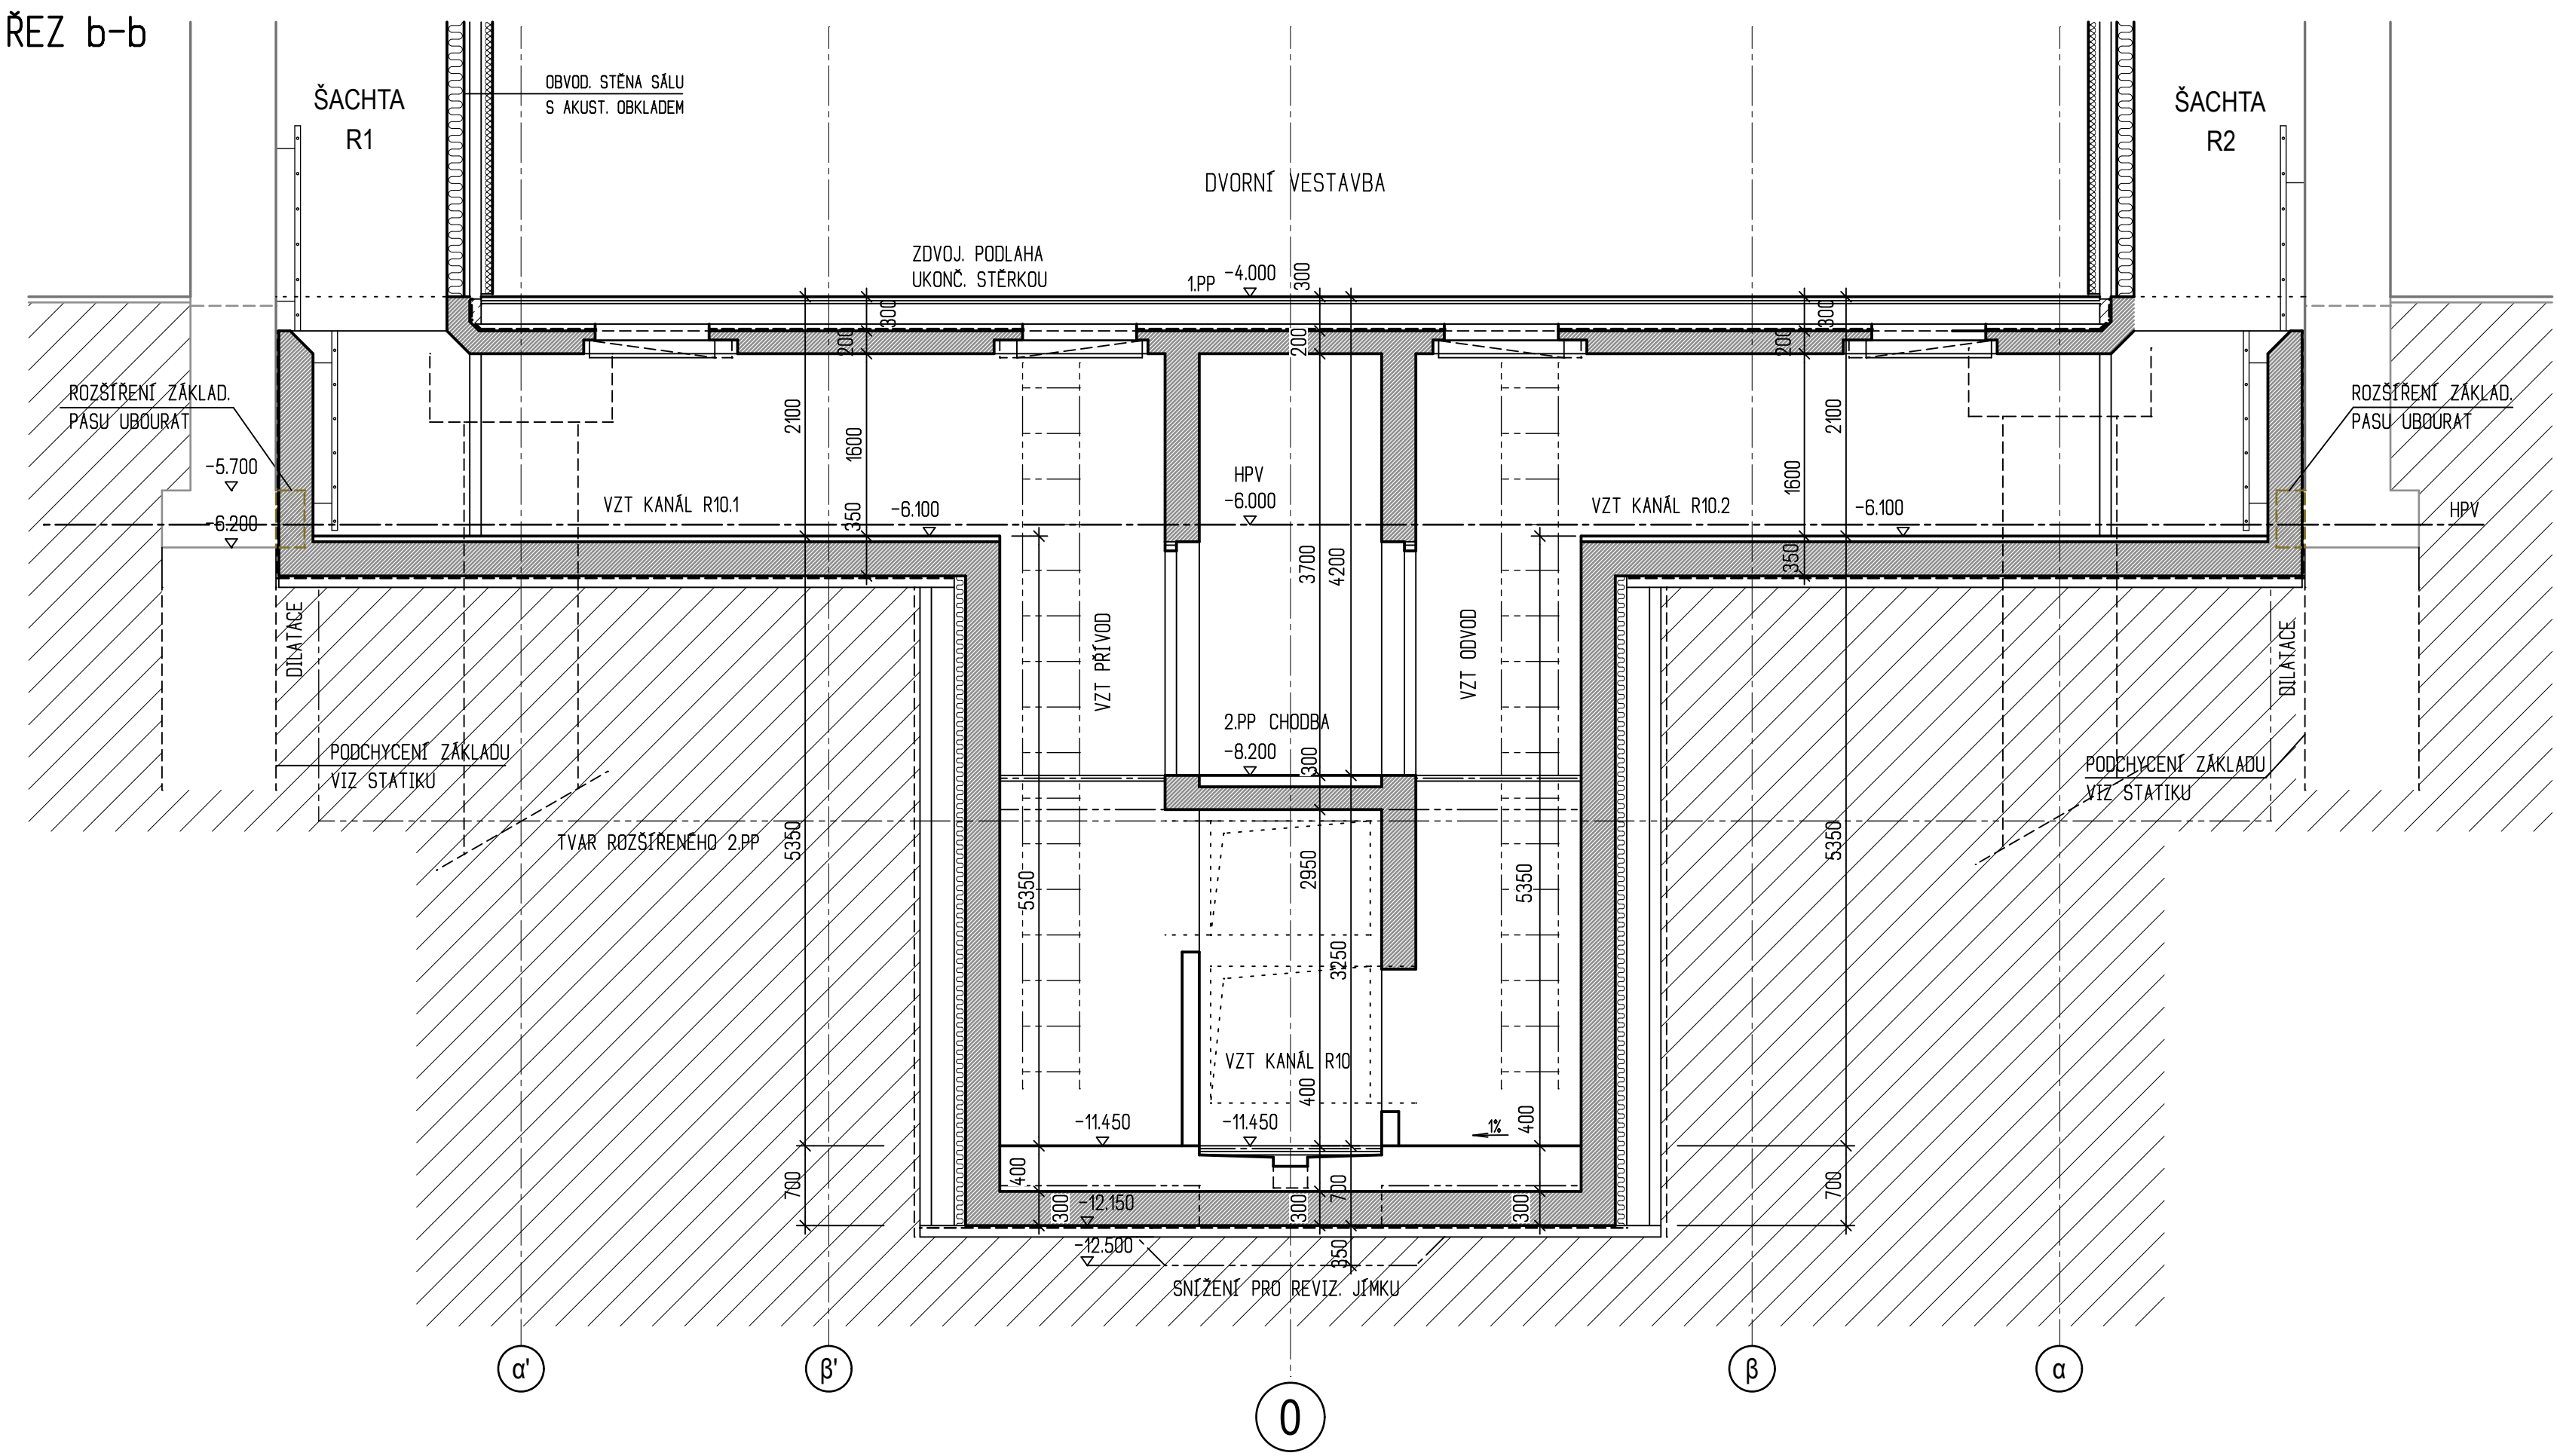 ŘEZ b-b
ŠACHTA
R1
OBVOD. STĚNA SÁLU
S AKUST. OBKLADEM
ŠACHTA
R2
DVORNÍ VESTAVBA
ZDVOJ. PODLAHA
UKONČ. STĚRKOU
1.PP
-4.000
300
300
300
200
200
200
ROZŠÍŘENÍ ZÁKLAD.
PASU UBOURAT
ROZŠÍŘENÍ ZÁKLAD.
PASU UBOURAT
2100
1600
2100
1600
-5.700
-6.200
VZT KANÁL R10.1
350
-6.100
HPV
-6.000
VZT KANÁL R10.2
-6.100
HPV
350
3700
4200
DILATACE
VZT PŘÍVOD
VZT ODVOD
DILATACE
2.PP CHODBA
-8.200
300
PODCHYCENÍ ZÁKLADU
VIZ STATIKU
PODCHYCENÍ ZÁKLADU
VIZ STATIKU
TVAR ROZŠÍŘENÉHO 2.PP
5350
5350
2950
5350
5350
3250
VZT KANÁL R10
400
-11.450
-11.450
1%
400
700
400
700
700
300
-12.150
300
300
-12.500
350
SNÍŽENÍ PRO REVIZ. JÍMKU
α'
β'
0
β
α